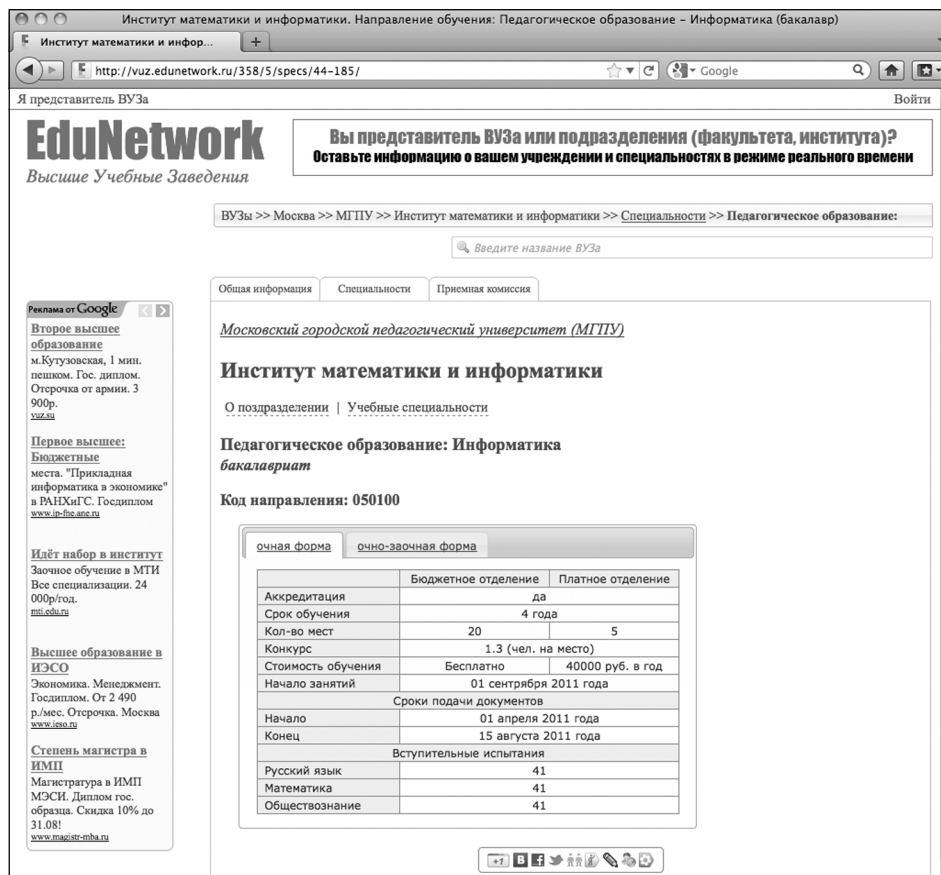 Институт математики и информатики. Направление обучения: Педагогическое образование – Информатика (бакалавр)
Институт математики и инфор...
http://vuz.edunetwork.ru/358/5/specs/44-185/
Google
Я представитель ВУЗа
Войти
EduNetwork
Высшие Учебные Заведения
Вы представитель ВУЗа или подразделения (факультета, института)?
Оставьте информацию о вашем учреждении и специальностях в режиме реального времени
ВУЗы >> Москва >> МГПУ >> Институт математики и информатики >> Специальности >> Педагогическое образование:
Введите название ВУЗа
Общая информация
Специальности
Приемная комиссия
Реклама от Google
Второе высшее
образование
м.Кутузовская, 1 мин.
пешком. Гос. диплом.
Отсрочка от армии. 3
900р.
vuz.su
Первое высшее:
Бюджетные
места. "Прикладная
информатика в экономике"
в РАНХиГС. Госдиплом
www.ip-fne.ane.ru
Идёт набор в институт
Заочное обучение в МТИ
Все специализации. 24
000р/год.
mti.edu.ru
Высшее образование в
ИЭСО
Экономика. Менеджмент.
Госдиплом. От 2 490
р./мес. Отсрочка. Москва
www.ieso.ru
Степень магистра в
ИМП
Магистратура в ИМП
МЭСИ. Диплом гос.
образца. Скидка 10% до
31.08!
www.magistr-mba.ru
Московский городской педагогический университет (МГПУ)
Институт математики и информатики
О поздразделении | Учебные специальности
Педагогическое образование: Информатика
бакалавриат
Код направления: 050100
очная форма очно-заочная форма
Бюджетное отделение Платное отделение
Аккредитация да
Срок обучения 4 года
Кол-во мест 20 5
Конкурс 1.3 (чел. на место)
Стоимость обучения Бесплатно 40000 руб. в год
Начало занятий 01 сентября 2011 года
Сроки подачи документов
Начало 01 апреля 2011 года
Конец 15 августа 2011 года
Вступительные испытания
Русский язык 41
Математика 41
Обществознание 41
+1